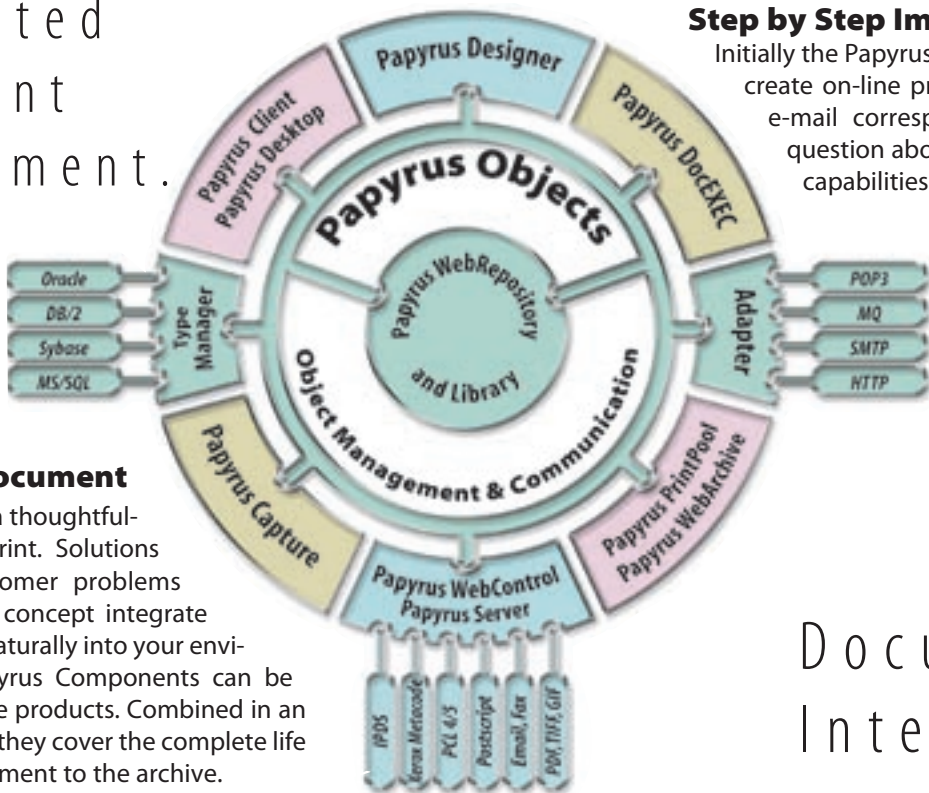 ted
nt
ment.
Step by Step Im
Initially the Papyrus
create on-line pr
e-mail corresp
question abo
capabilities
Papyrus Designer
Papyrus Client
Papyrus Desktop
Papyrus DocEXEC
Papyrus Objects
Papyrus WebRepository
and Library
Object Management & Communication
Type
Manager
Oracle
DB/2
Sybase
MS/SQL
Adapter
POP3
MQ
SMTP
HTTP
Papyrus Capture
Papyrus PrintPool
Papyrus WebArchive
Papyrus WebControl
Papyrus Server
IPDS
Xerox Metacode
PCL 4/5
Postscript
Email, Fax
PDF, TIFF, GIF
ocument
n thoughtful-
rint. Solutions
omer problems
concept integrate
aturally into your envi-
yrus Components can be
e products. Combined in an
they cover the complete life
ment to the archive.
Docu
Inte